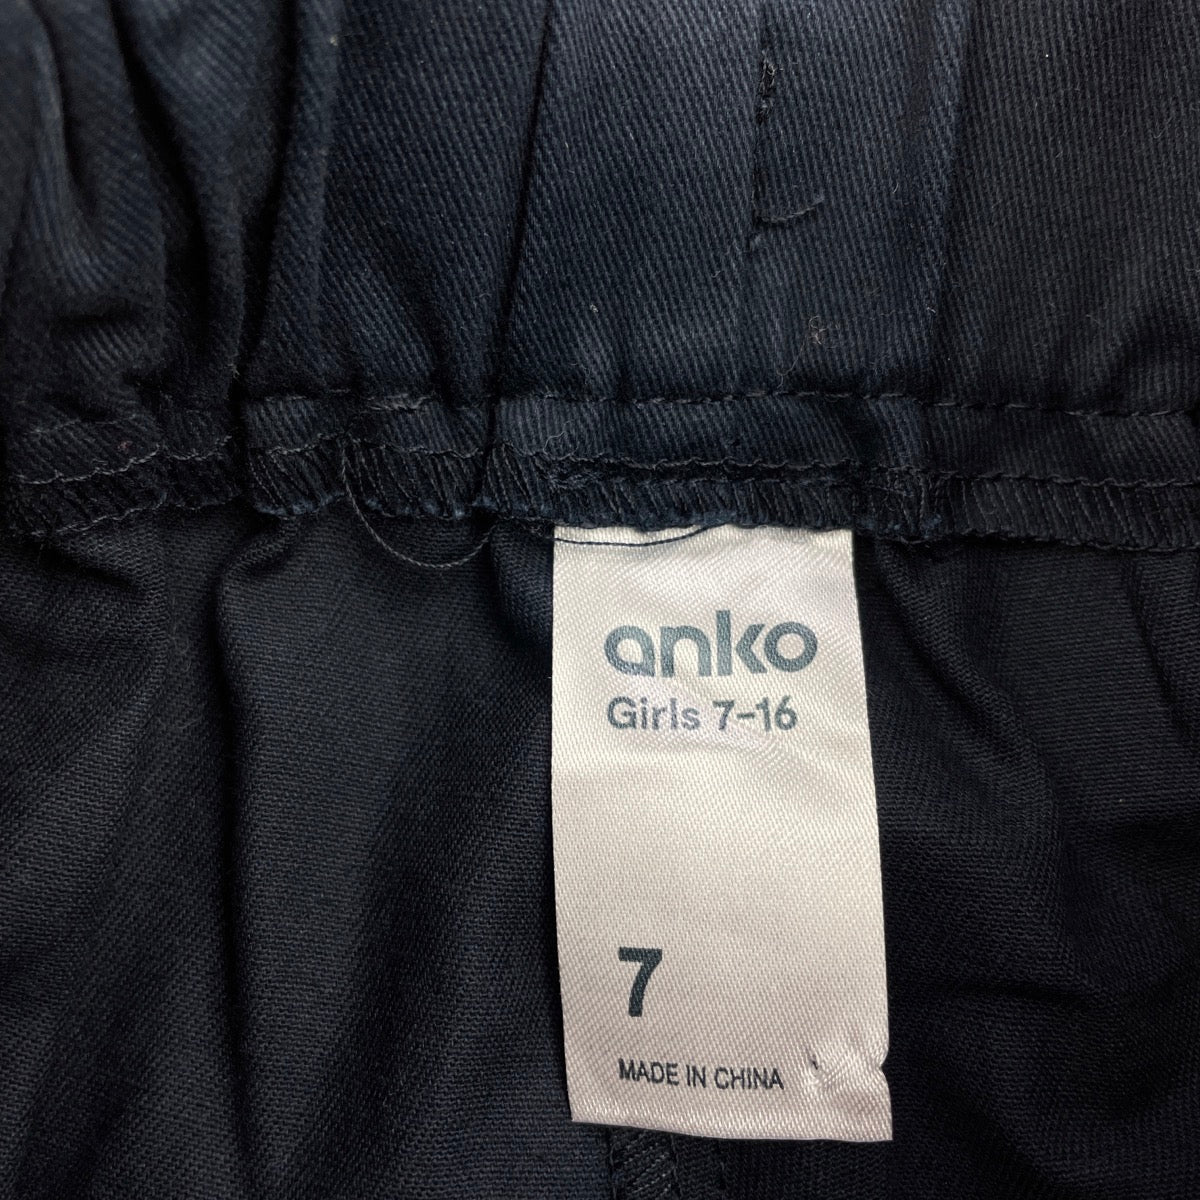 anko
Girls 7-16
7
MADE IN CHINA